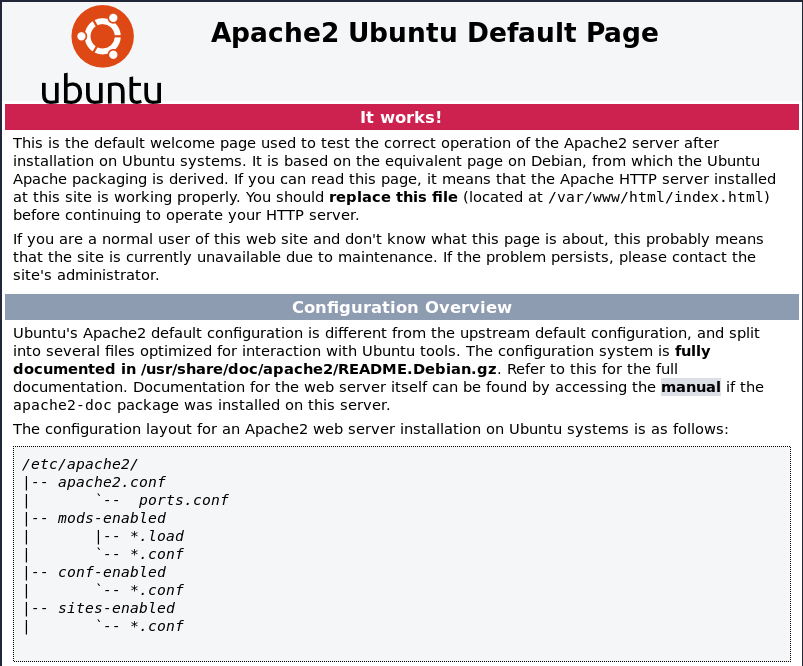 ubuntu
Apache2 Ubuntu Default Page
It works!
This is the default welcome page used to test the correct operation of the Apache2 server after
installation on Ubuntu systems. It is based on the equivalent page on Debian, from which the Ubuntu
Apache packaging is derived. If you can read this page, it means that the Apache HTTP server installed
at this site is working properly. You should replace this file (located at /var/www/html/index.html)
before continuing to operate your HTTP server.
If you are a normal user of this web site and don't know what this page is about, this probably means
that the site is currently unavailable due to maintenance. If the problem persists, please contact the
site's administrator.
Configuration Overview
Ubuntu's Apache2 default configuration is different from the upstream default configuration, and split
into several files optimized for interaction with Ubuntu tools. The configuration system is fully
documented in /usr/share/doc/apache2/README.Debian.gz. Refer to this for the full
documentation. Documentation for the web server itself can be found by accessing the manual if the
apache2-doc package was installed on this server.
The configuration layout for an Apache2 web server installation on Ubuntu systems is as follows:
/etc/apache2/
|-- apache2.conf
|       `--  ports.conf
|-- mods-enabled
|       |-- *.load
|       `-- *.conf
|-- conf-enabled
|       `-- *.conf
|-- sites-enabled
|       `-- *.conf